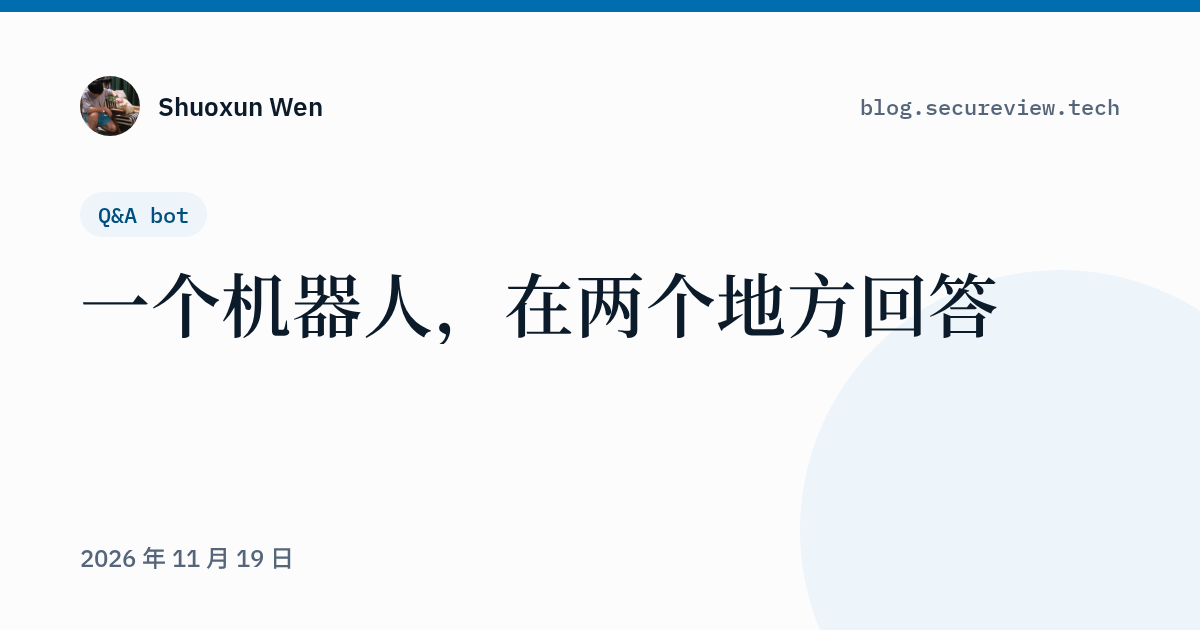 Shuoxun Wen
blog.secureview.tech
Q&A bot
一个机器人，在两个地方回答
2026 年 11 月 19 日